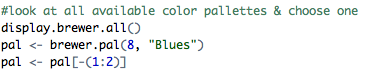 #look at all available color pallettes & choose one
display.brewer.all()
pal <- brewer.pal(8, "Blues")
pal <- pal[-(1:2)]